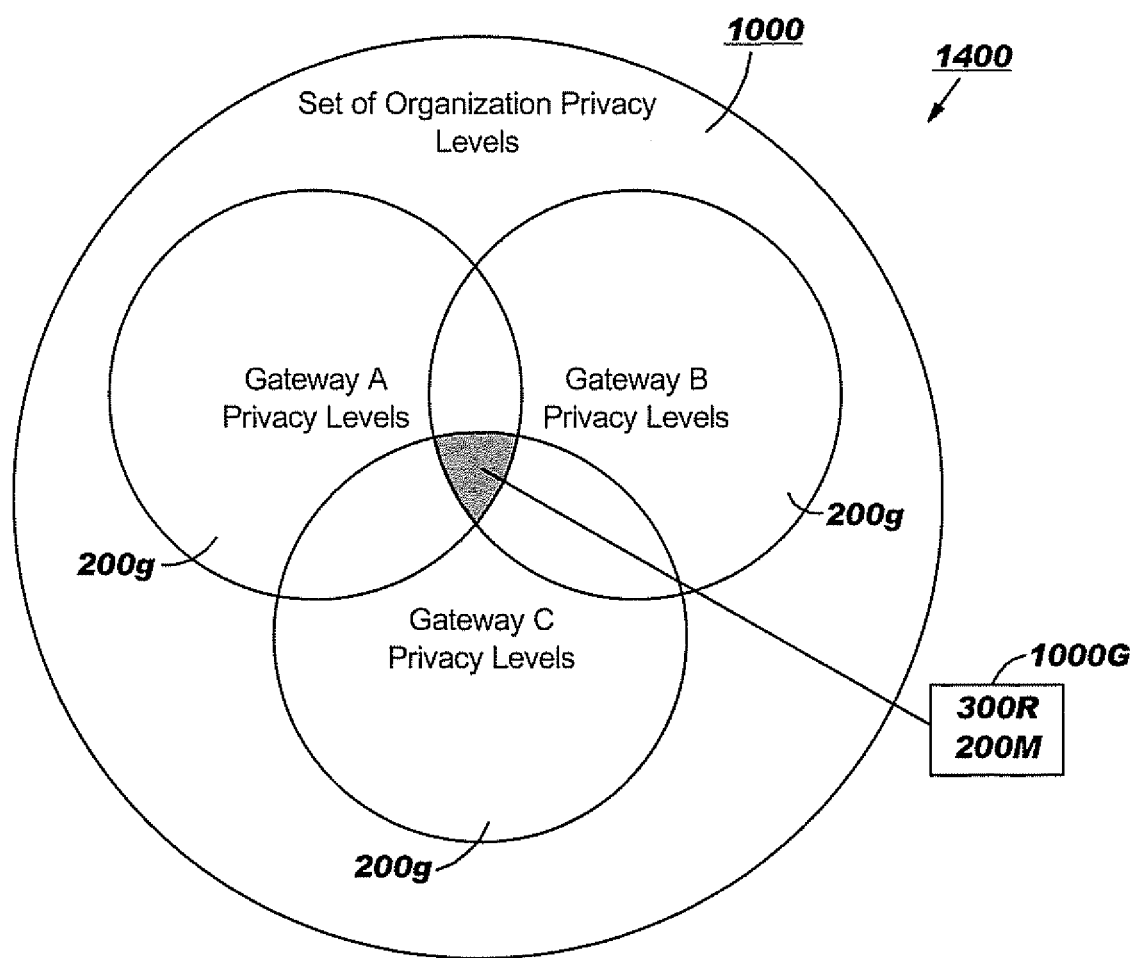 1000
1400
Set of Organization Privacy
Levels
Gateway A
Privacy Levels
Gateway B
Privacy Levels
200g
200g
Gateway C
Privacy Levels
1000G
300R
200M
200g